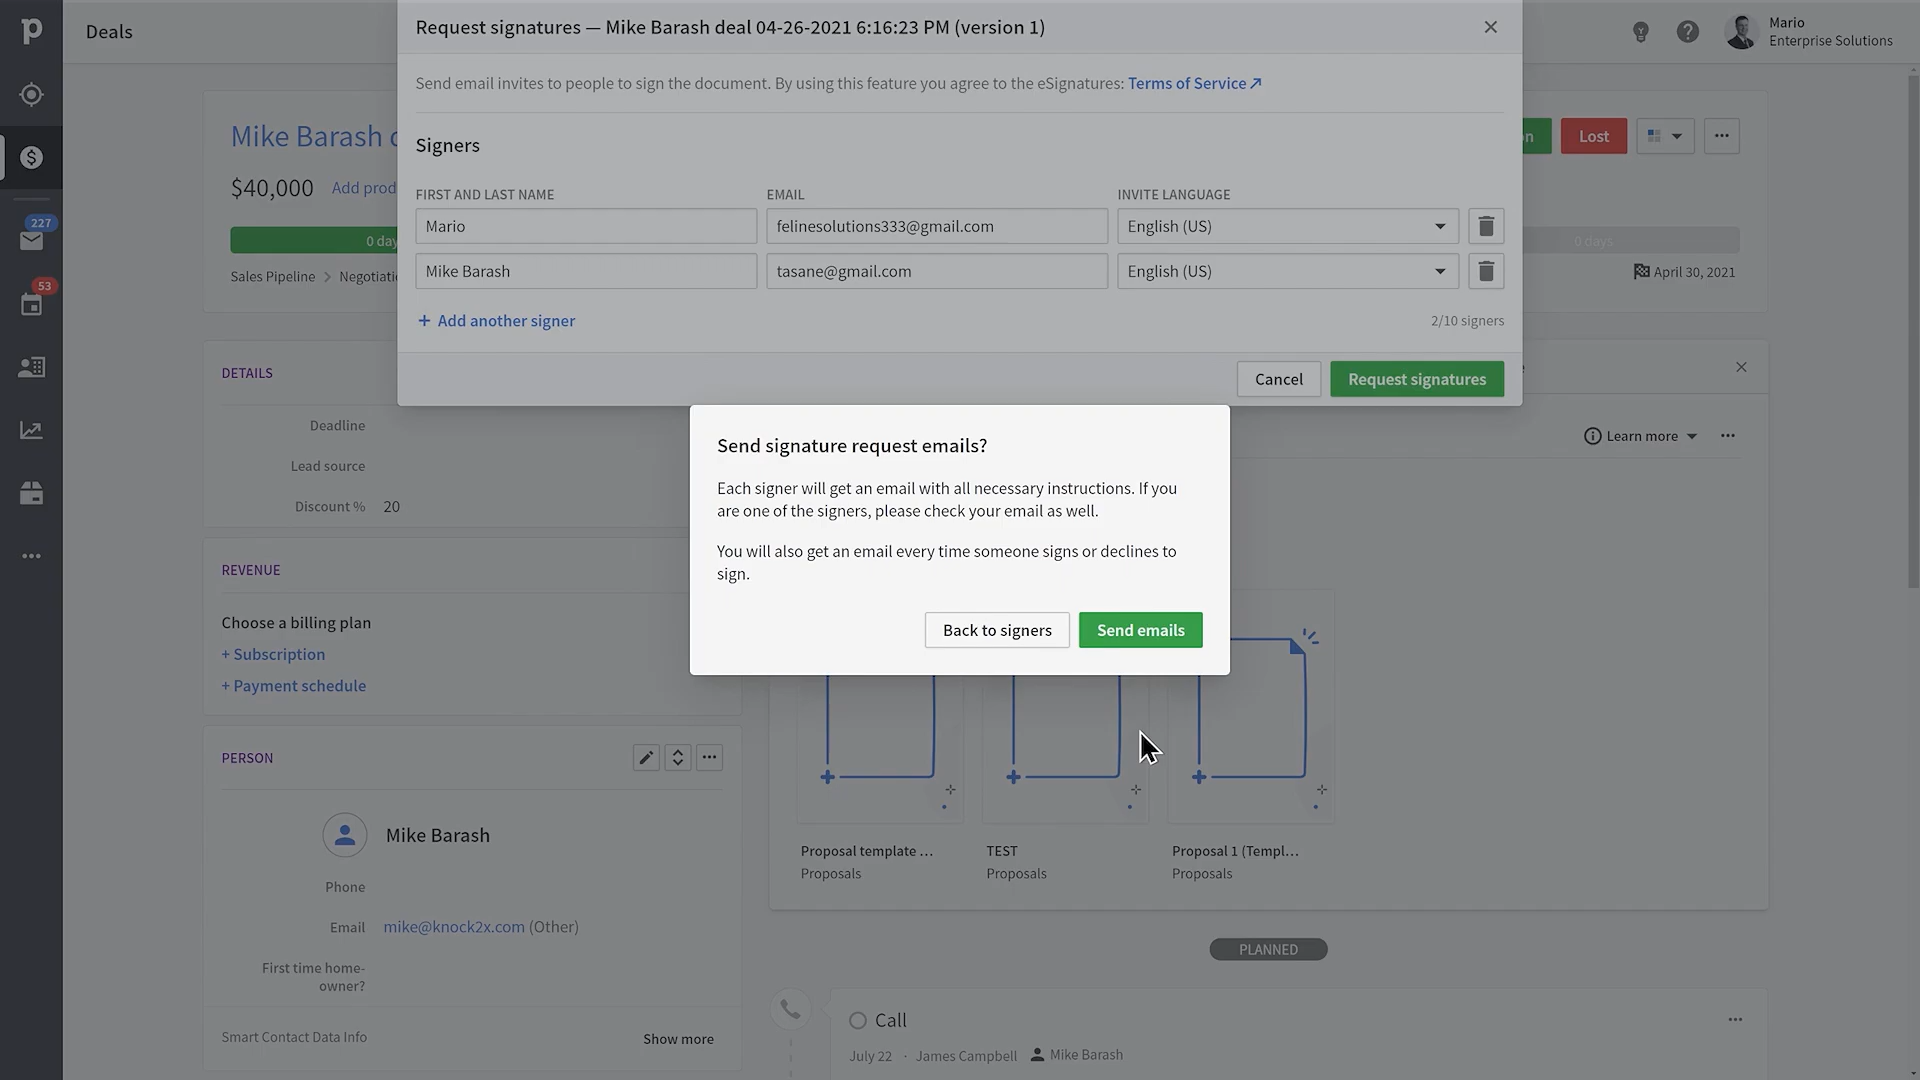 p
Deals
Mario
Enterprise Solutions
Request signatures — Mike Barash deal 04-26-2021 6:16:23 PM (version 1)
Send email invites to people to sign the document. By using this feature you agree to the eSignatures: Terms of Service
Signers
FIRST AND LAST NAME EMAIL INVITE LANGUAGE
Mario felinesolutions333@gmail.com English (US)
Mike Barash tasane@gmail.com English (US)
+ Add another signer 2/10 signers
Cancel Request signatures
Mike Barash d
$40,000 Add prod
0 day
Sales Pipeline > Negotiati
n Lost
0 days
April 30, 2021
227
53
DETAILS
Deadline
Lead source
Discount % 20
REVENUE
Choose a billing plan
+ Subscription
+ Payment schedule
PERSON
Mike Barash
Phone
Email mike@knock2x.com (Other)
First time home-
owner?
Smart Contact Data Info Show more
Send signature request emails?
Each signer will get an email with all necessary instructions. If you
are one of the signers, please check your email as well.
You will also get an email every time someone signs or declines to
sign.
Back to signers Send emails
Learn more
Proposal template ...
Proposals
TEST
Proposals
Proposal 1 (Templ...
Proposals
PLANNED
Call
July 22 · James Campbell Mike Barash